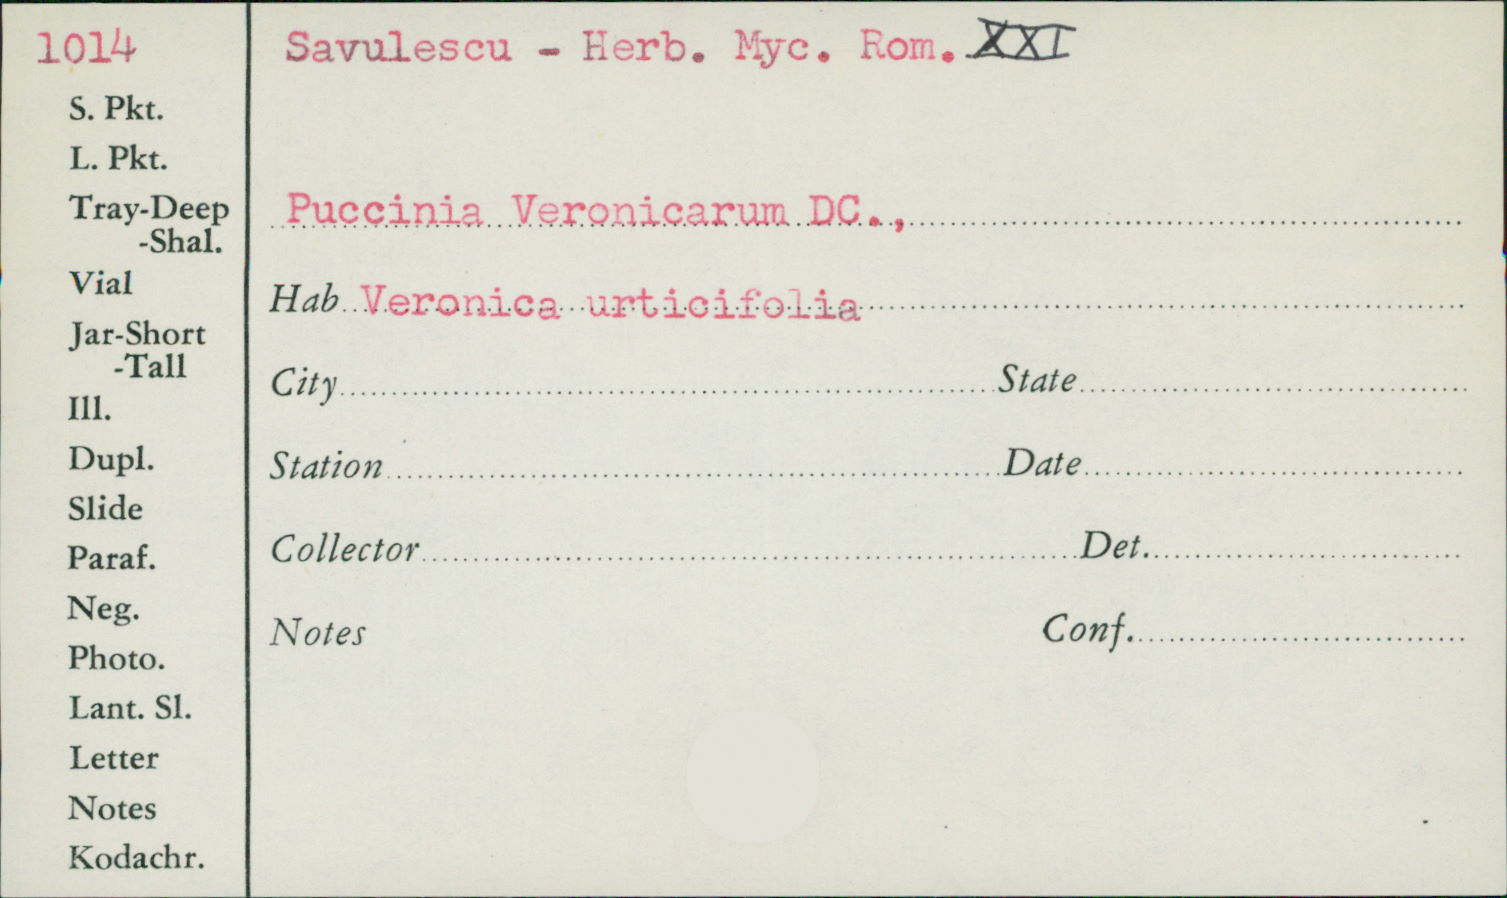 1014
Savulescu - Herb. Myc. Rom. XXI
S. Pkt.
L. Pkt.
Tray-Deep
-Shal.
Vial
Jar-Short
-Tall
Ill.
Dupl.
Slide
Paraf.
Neg.
Photo.
Lant. Sl.
Letter
Notes
Kodachr.
Puccinia Veronicarum DC.,
Hab Veronica urticifolia
City State
Station Date
Collector Det.
Notes Conf.